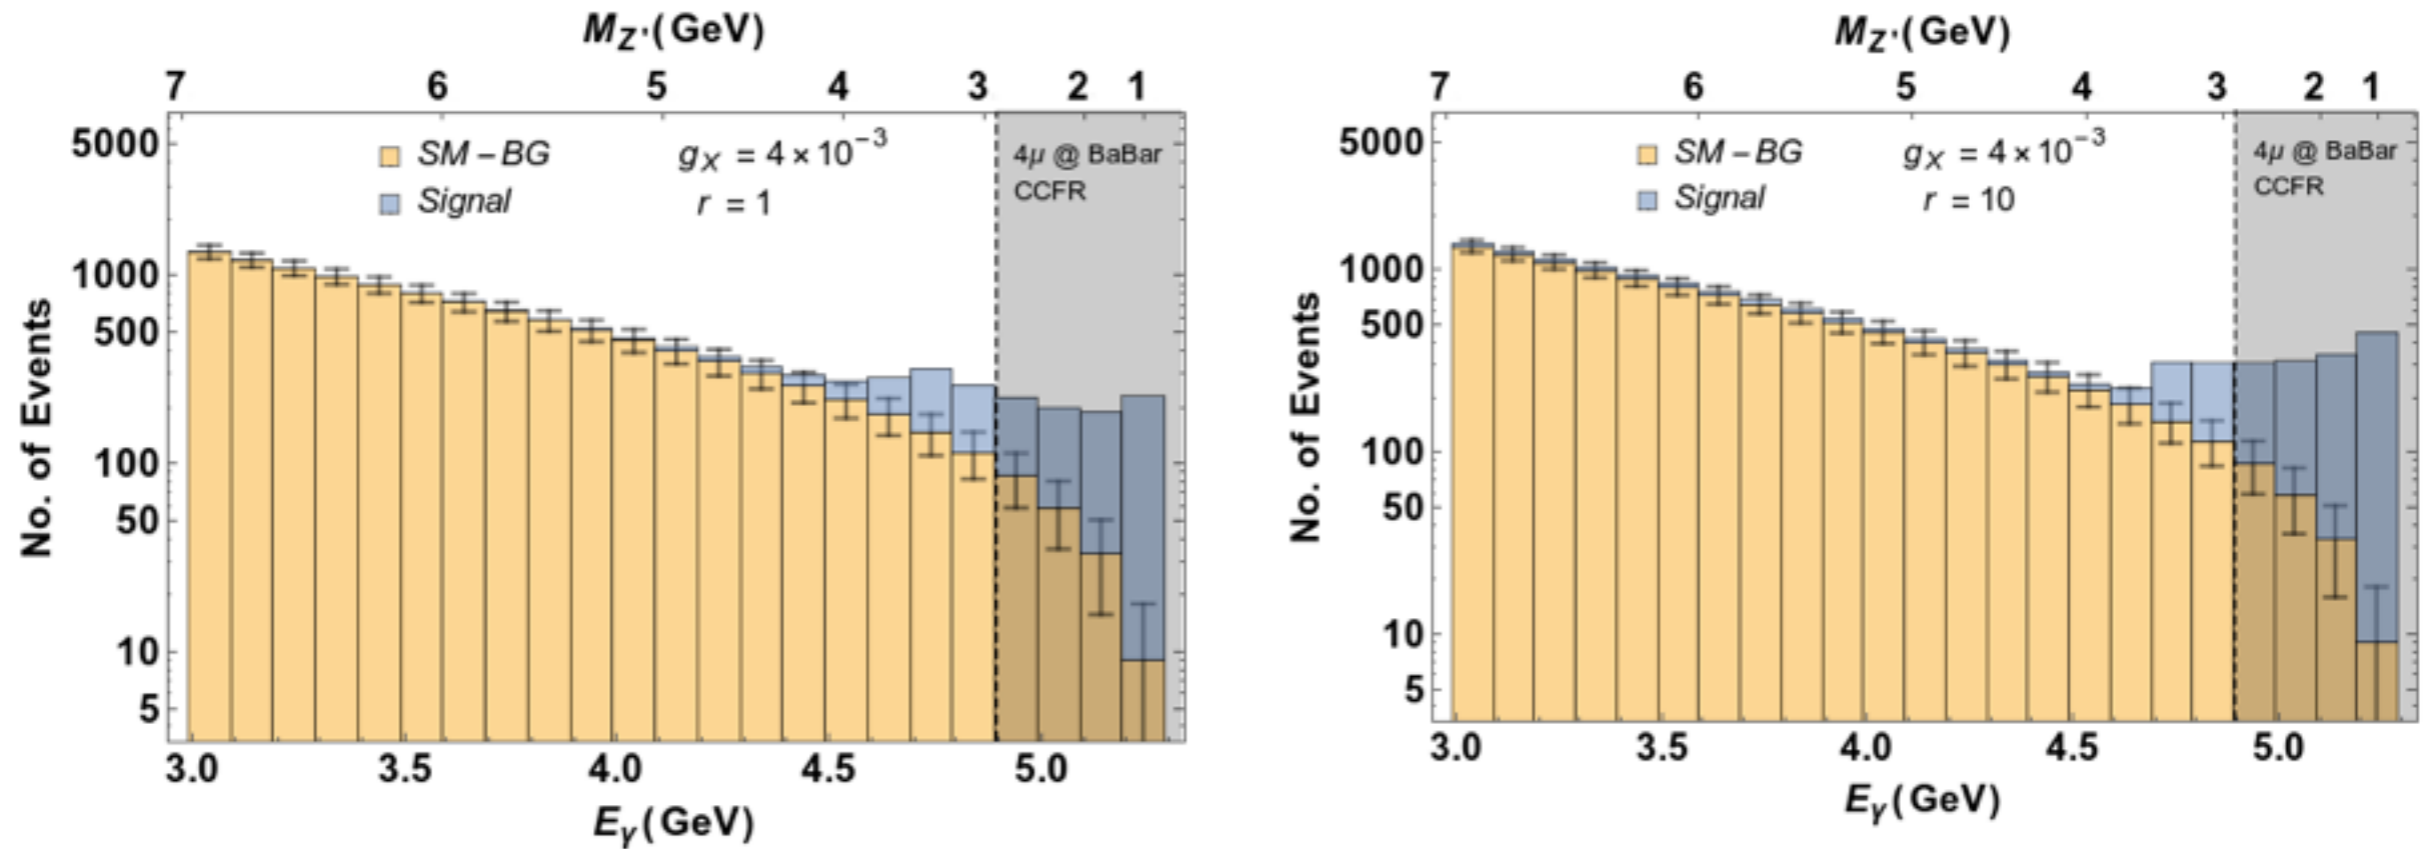 M_Z'(GeV)
7 6 5 4 3 2 1
5000
1000
500
100
50
10
5
No. of Events
SM – BG
Signal
g_X = 4 × 10^−3
r = 1
4μ @ BaBar
CCFR
3.0 3.5 4.0 4.5 5.0
E_γ(GeV)
M_Z'(GeV)
7 6 5 4 3 2 1
5000
1000
500
100
50
10
5
No. of Events
SM – BG
Signal
g_X = 4 × 10^−3
r = 10
4μ @ BaBar
CCFR
3.0 3.5 4.0 4.5 5.0
E_γ(GeV)